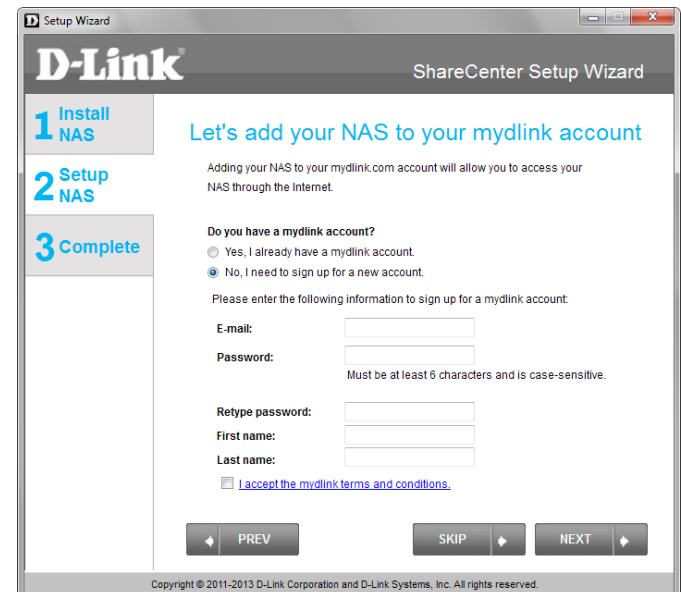 Setup Wizard
D-Link®
ShareCenter Setup Wizard
1 Install
NAS
2 Setup
NAS
3 Complete
Let's add your NAS to your mydlink account
Adding your NAS to your mydlink.com account will allow you to access your
NAS through the Internet.
Do you have a mydlink account?
Yes, I already have a mydlink account.
No, I need to sign up for a new account.
Please enter the following information to sign up for a mydlink account:
E-mail:
Password:
Must be at least 6 characters and is case-sensitive.
Retype password:
First name:
Last name:
I accept the mydlink terms and conditions.
PREV
SKIP
NEXT
Copyright © 2011-2013 D-Link Corporation and D-Link Systems, Inc. All rights reserved.